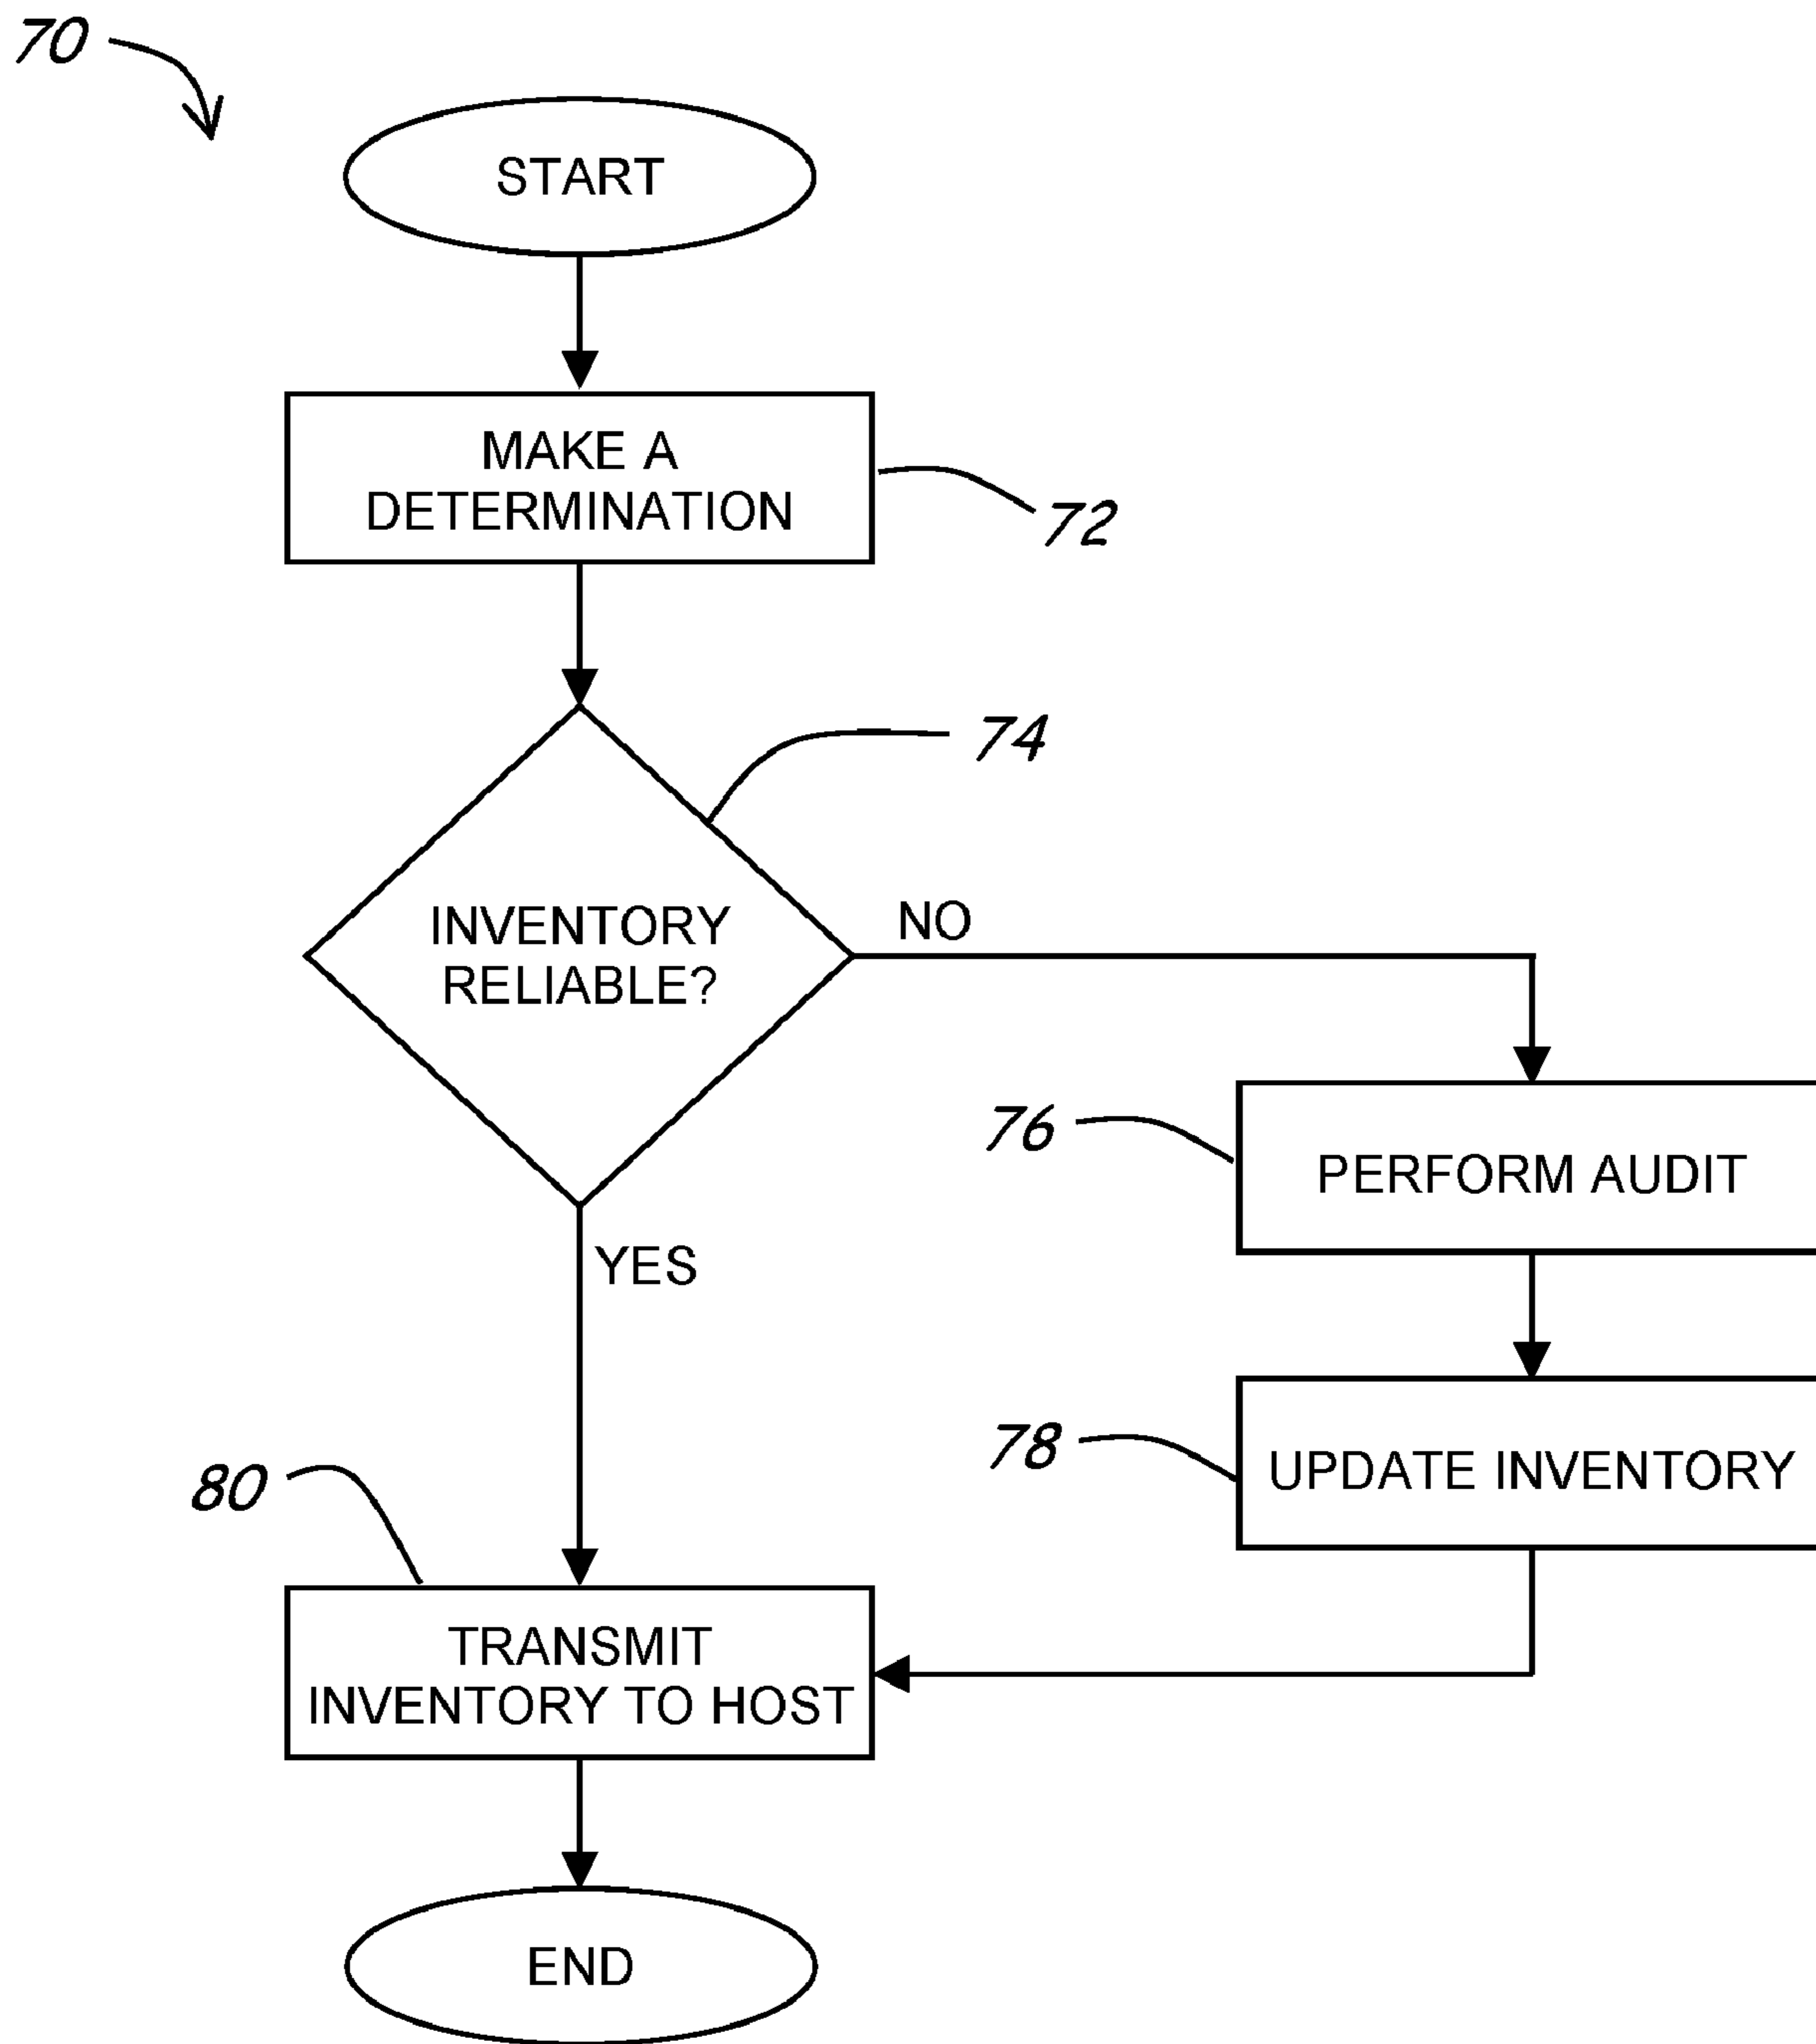 70
START
MAKE A
DETERMINATION
72
74
INVENTORY
RELIABLE?
NO
76
PERFORM AUDIT
YES
78
UPDATE INVENTORY
80
TRANSMIT
INVENTORY TO HOST
END